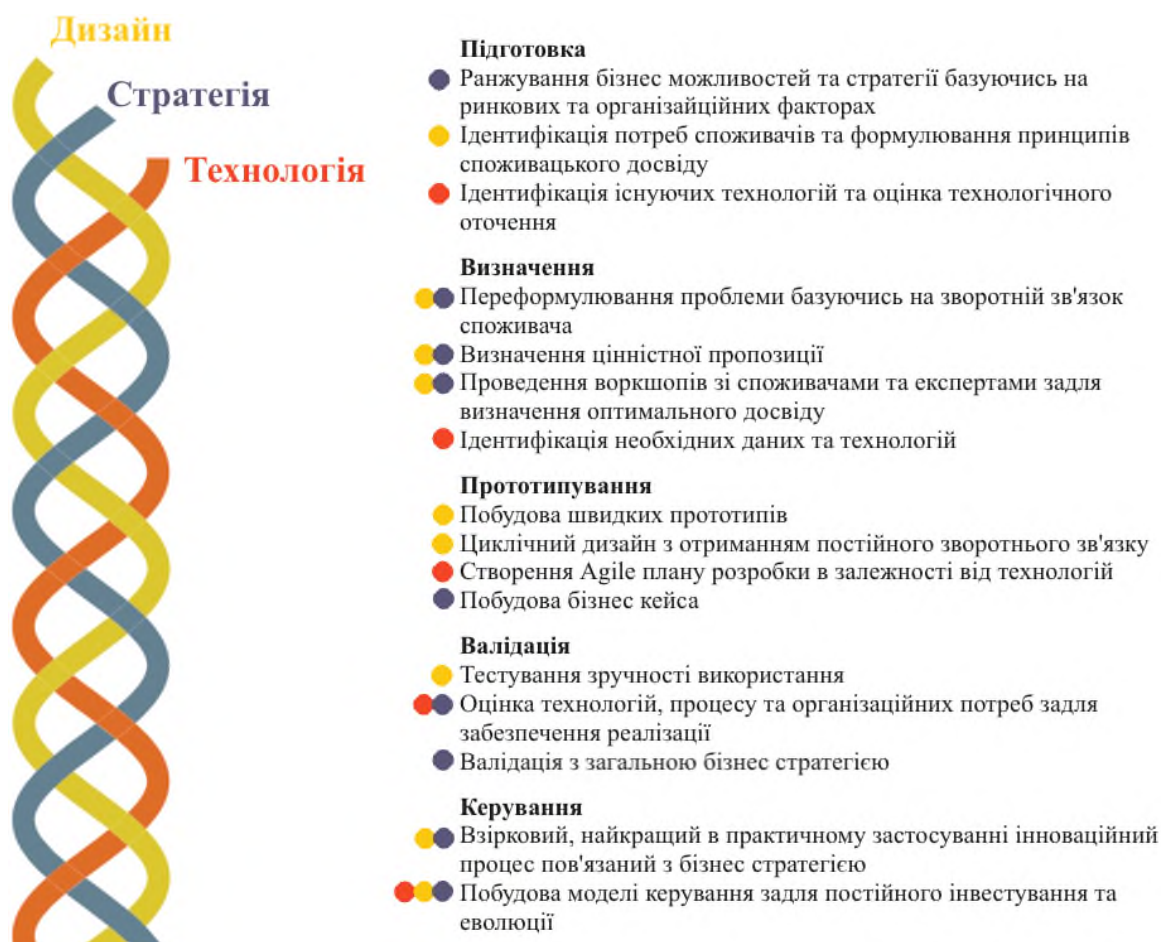 Дизайн
Стратегія
Технологія
Підготовка
Ранжування бізнес можливостей та стратегії базуючись на
ринкових та організайційних факторах
Ідентифікація потреб споживачів та формулювання принципів
споживацького досвіду
Ідентифікація існуючих технологій та оцінка технологічного
оточення
Визначення
Переформулювання проблеми базуючись на зворотній зв'язок
споживача
Визначення цінністної пропозиції
Проведення воркшопів зі споживачами та експертами задля
визначення оптимального досвіду
Ідентифікація необхідних даних та технологій
Прототипування
Побудова швидких прототипів
Циклічний дизайн з отриманням постійного зворотнього зв'язку
Створення Agile плану розробки в залежності від технологій
Побудова бізнес кейса
Валідація
Тестування зручності використання
Оцінка технологій, процесу та організаційних потреб задля
забезпечення реалізації
Валідація з загальною бізнес стратегією
Керування
Взірковий, найкращий в практичному застосуванні інноваційний
процес пов'язаний з бізнес стратегією
Побудова моделі керування задля постійного інвестування та
еволюції